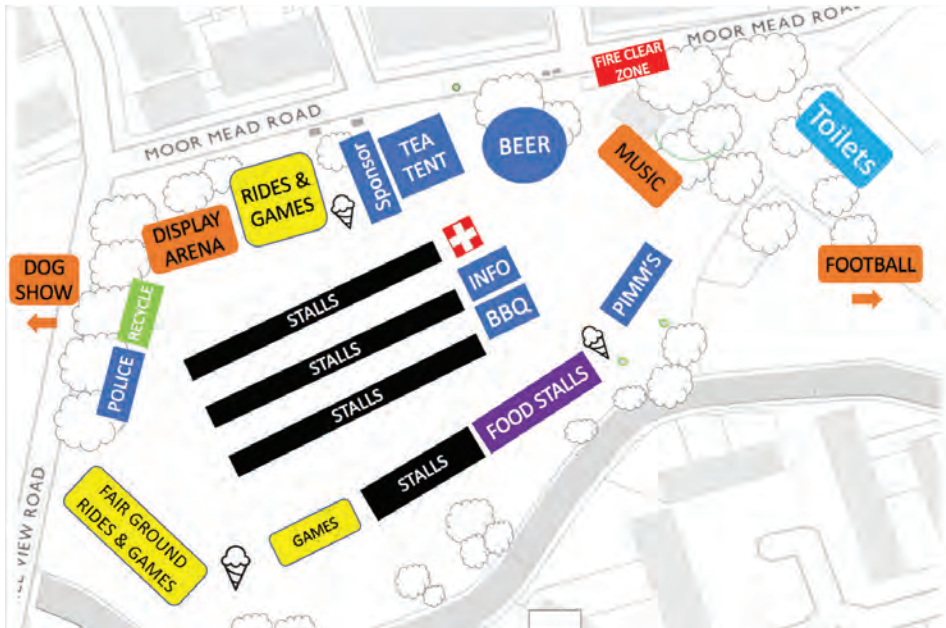 MOOR MEAD ROAD
FIRE CLEAR
ZONE
MOOR MEAD ROAD
Toilets
BEER
TEA
TENT
Sponsor
MUSIC
RIDES &
GAMES
DISPLAY
ARENA
DOG
SHOW
FOOTBALL
INFO
PIMM'S
RECYCLE
BBQ
STALLS
STALLS
STALLS
POLICE
FOOD STALLS
STALLS
GAMES
FAIR GROUND
RIDES & GAMES
VIEW ROAD